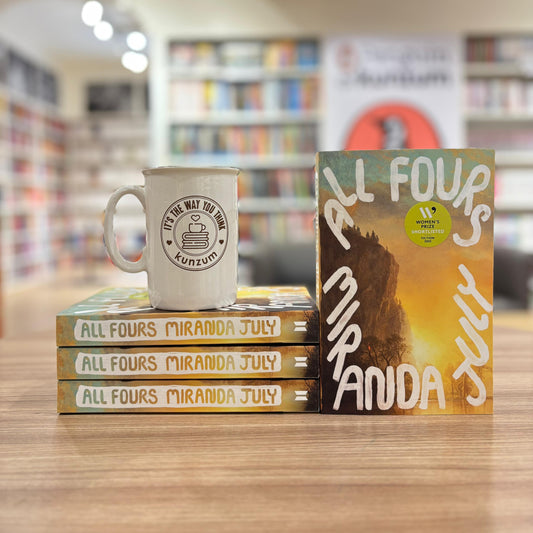 kunzum
IT'S THE WAY YOU THINK
kunzum
ALL FOURS MIRANDA JULY
ALL FOURS MIRANDA JULY
ALL FOURS MIRANDA JULY
ALL FOURS
WOMEN'S
PRIZE
SHORTLISTED
MIRANDA JULY